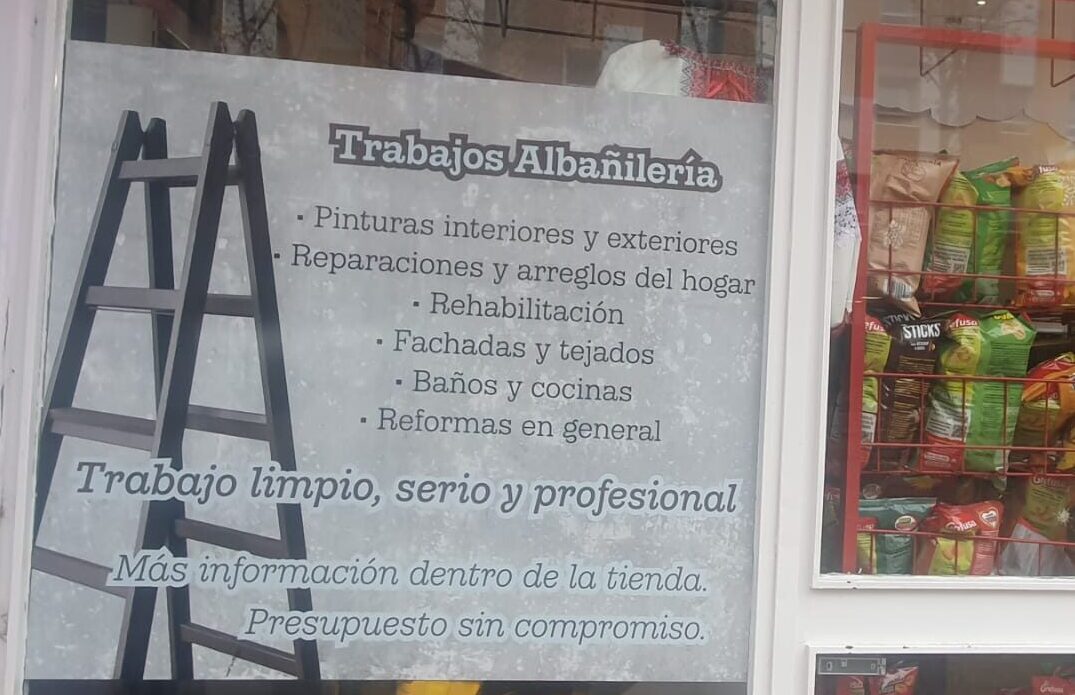 Trabajos Albañilería
· Pinturas interiores y exteriores
· Reparaciones y arreglos del hogar
· Rehabilitación
· Fachadas y tejados
· Baños y cocinas
· Reformas en general
Trabajo limpio, serio y profesional
Más información dentro de la tienda.
Presupuesto sin compromiso.
STICKS